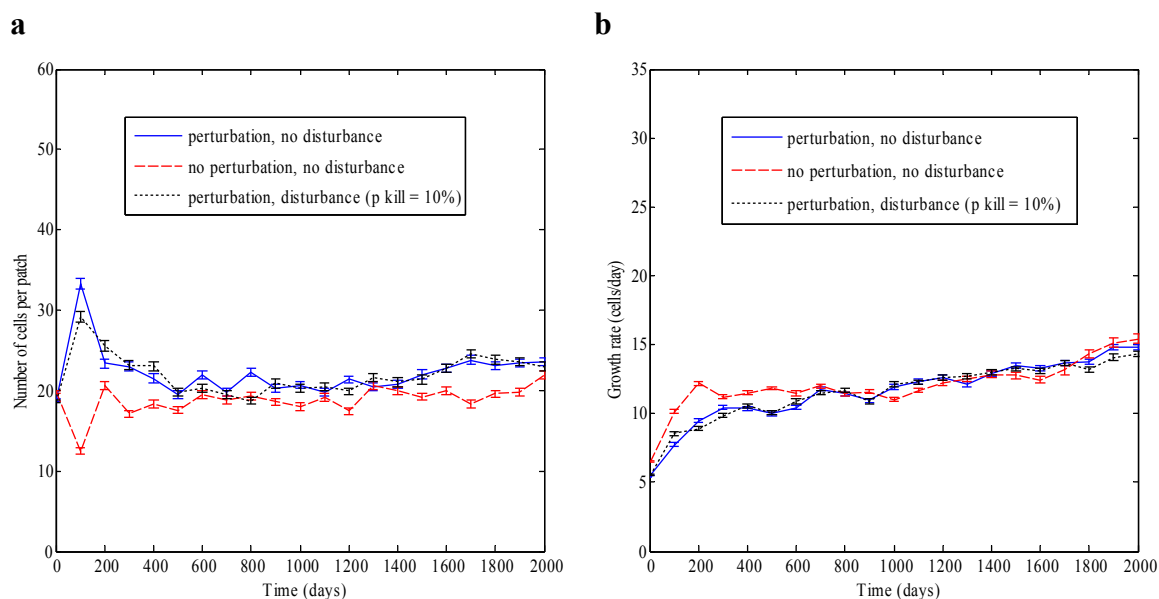 a
60
50
40
30
20
10
0
Number of cells per patch
perturbation, no disturbance
no perturbation, no disturbance
perturbation, disturbance (p kill = 10%)
0 200 400 600 800 1000 1200 1400 1600 1800 2000
Time (days)
b
35
30
25
20
15
10
5
0
Growth rate (cells/day)
perturbation, no disturbance
no perturbation, no disturbance
perturbation, disturbance (p kill = 10%)
0 200 400 600 800 1000 1200 1400 1600 1800 2000
Time (days)